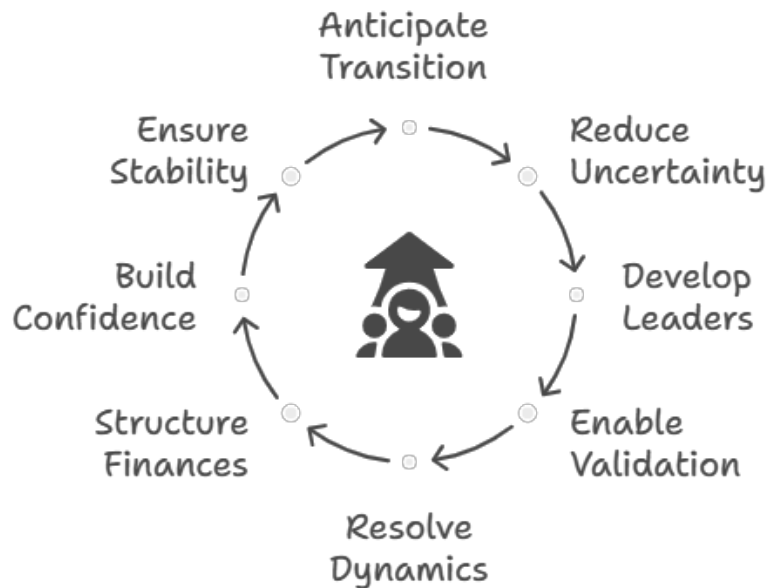 Anticipate
Transition
Reduce
Uncertainty
Develop
Leaders
Enable
Validation
Resolve
Dynamics
Structure
Finances
Build
Confidence
Ensure
Stability